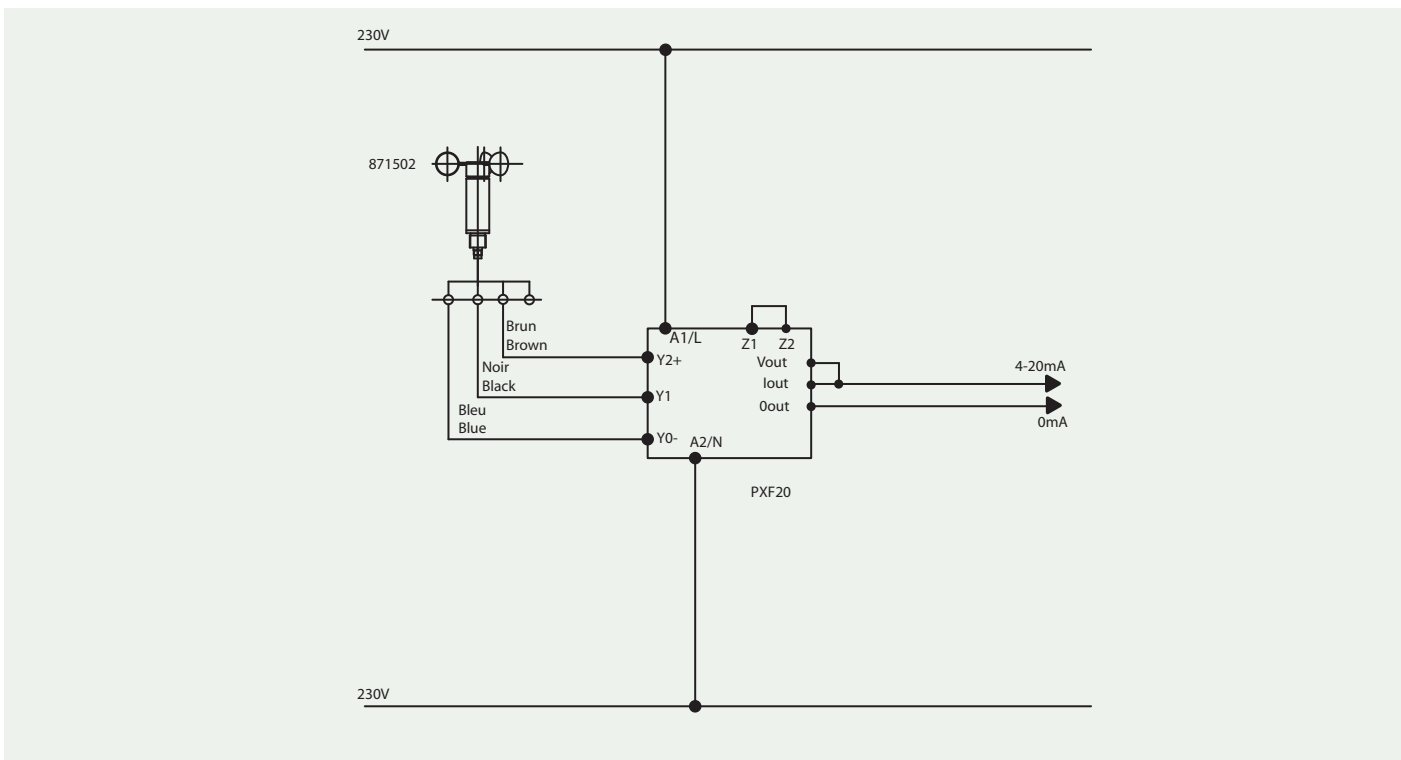 230V
871502
Brun
Brown
Noir
Black
Bleu
Blue
A1/L
Z1 Z2
Y2+
Vout
Y1
Iout
0out
Y0-
A2/N
4-20mA
0mA
PXF20
230V